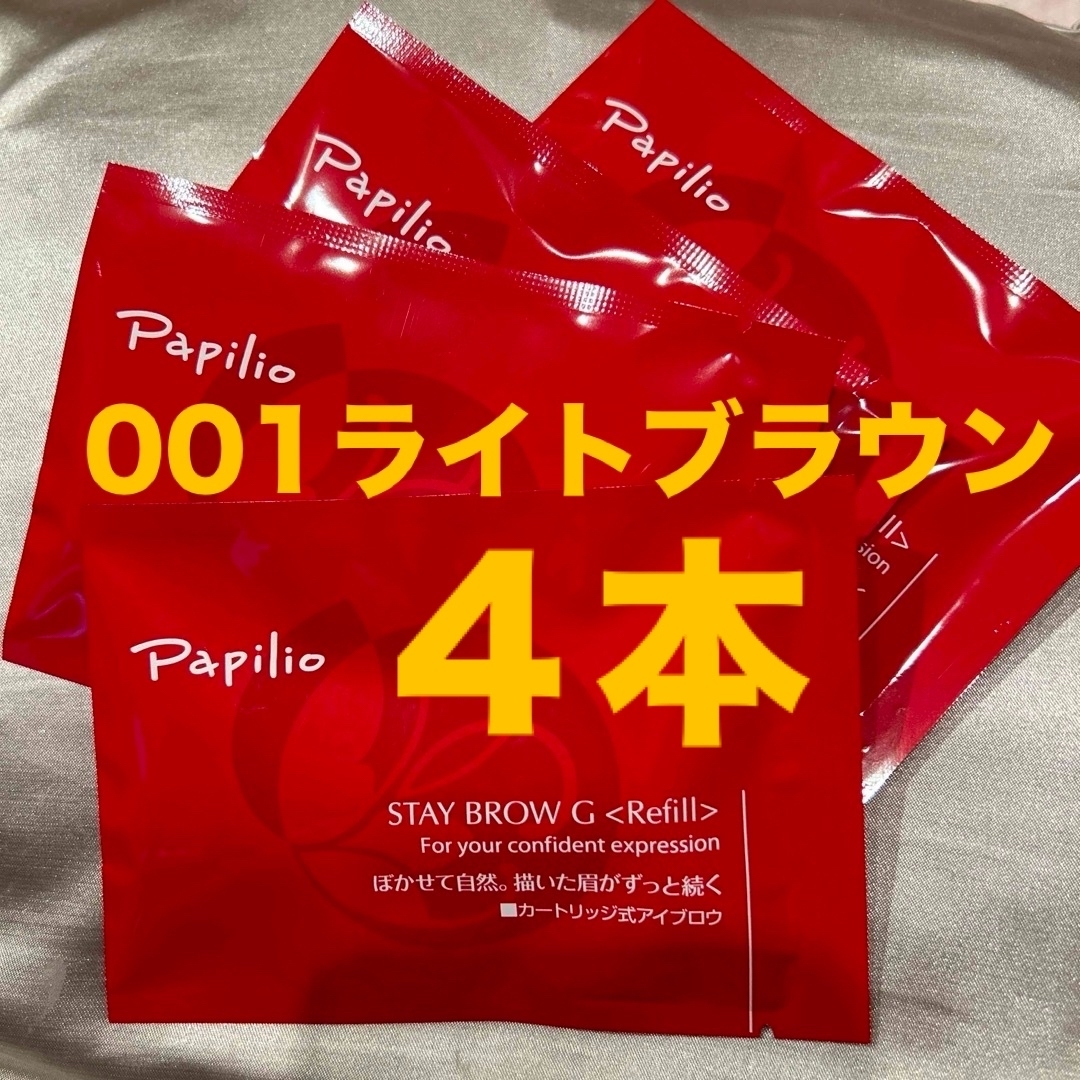 Papilio
Papilio
Papilio
001ライトブラウン
ll>
sion
4本
Papilio
STAY BROW G <Refill>
For your confident expression
ぼかせて自然。描いた眉がずっと続く
■カートリッジ式アイブロウ